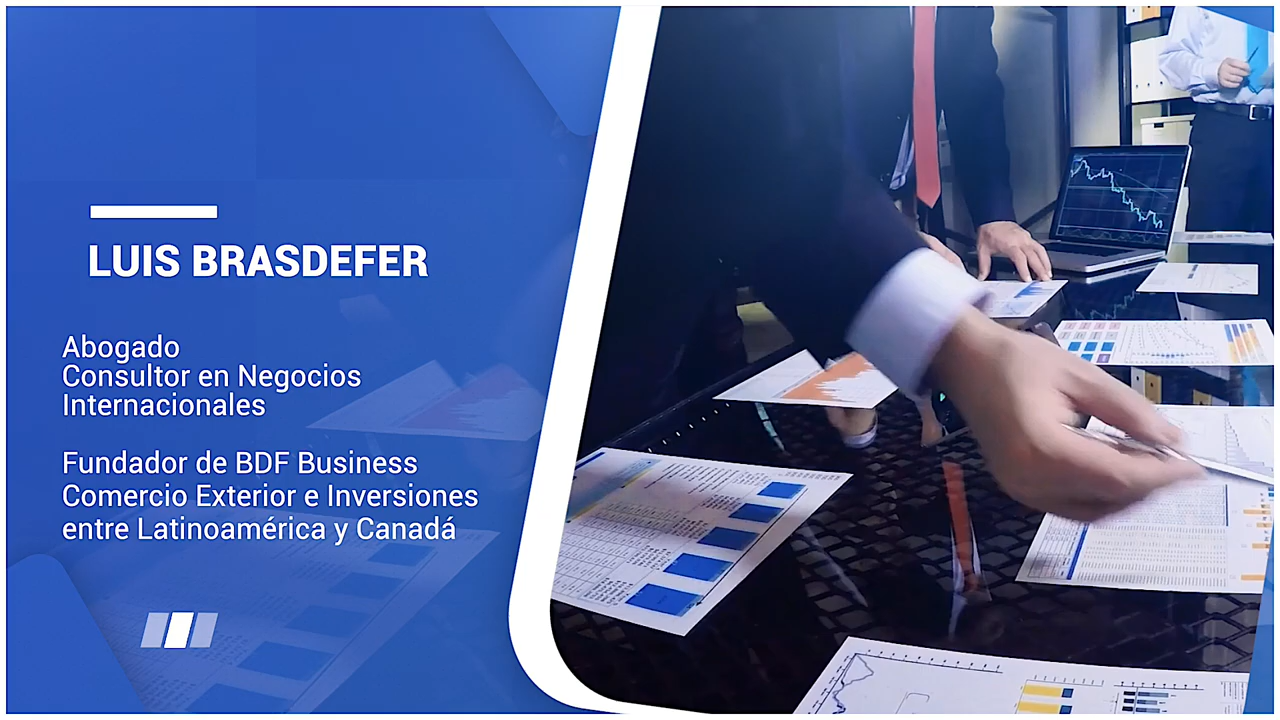 LUIS BRASDEFER
Abogado
Consultor en Negocios
Internacionales
Fundador de BDF Business
Comercio Exterior e Inversiones
entre Latinoamérica y Canadá